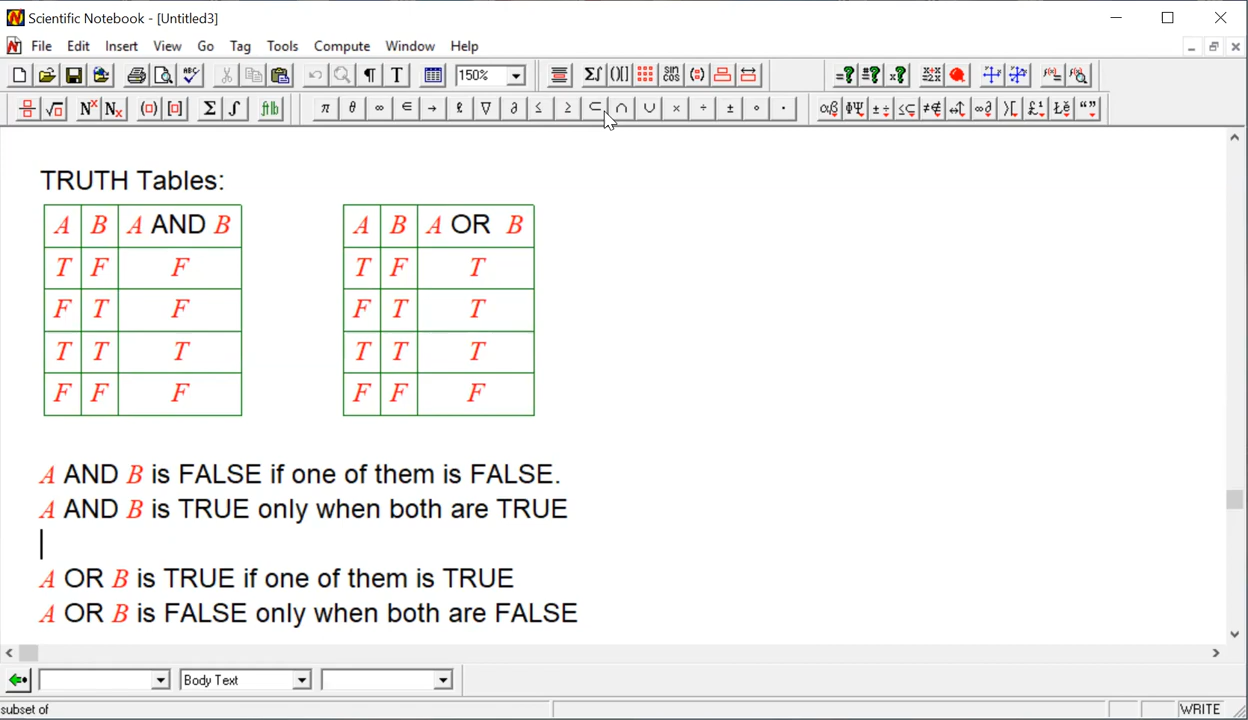 Scientific Notebook - [Untitled3]
File Edit Insert View Go Tag Tools Compute Window Help
150%
TRUTH Tables:
A B A AND B
T F F
F T F
T T T
F F F
A B A OR B
T F T
F T T
T T T
F F F
A AND B is FALSE if one of them is FALSE.
A AND B is TRUE only when both are TRUE
A OR B is TRUE if one of them is TRUE
A OR B is FALSE only when both are FALSE
Body Text
subset of
WRITE